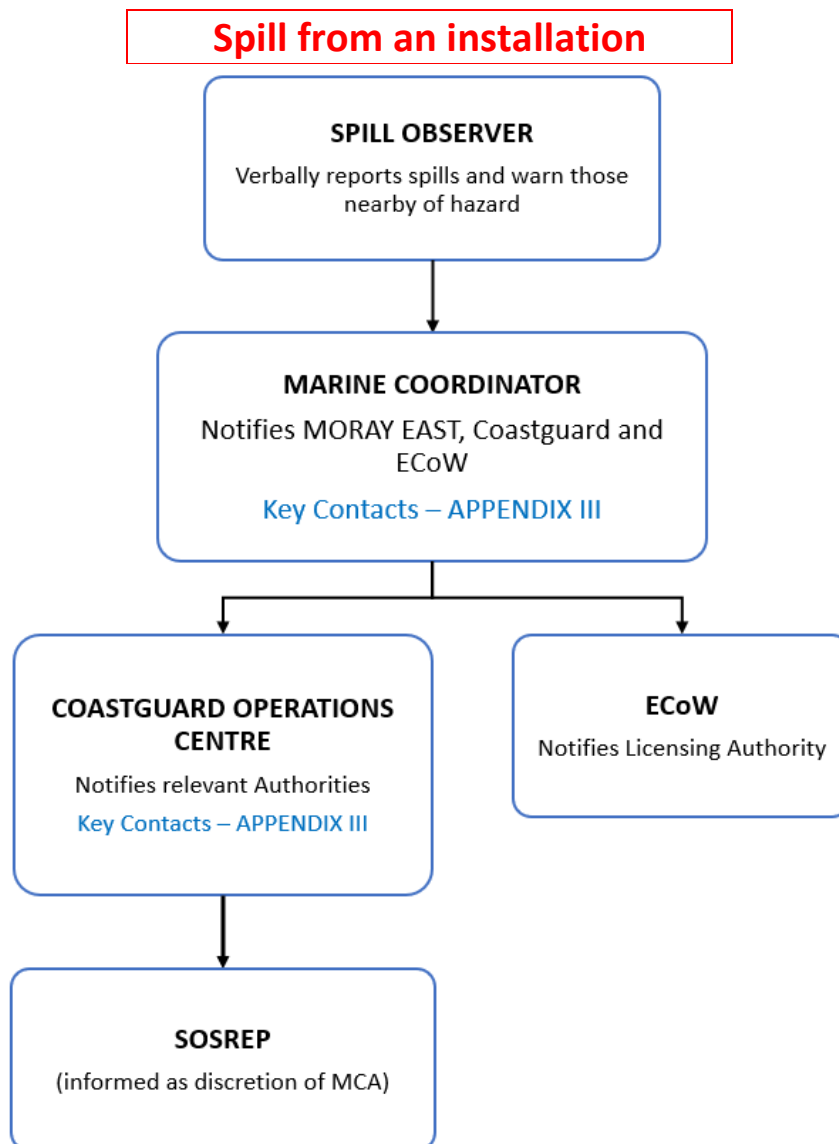 Spill from an installation
SPILL OBSERVER
Verbally reports spills and warn those
nearby of hazard
MARINE COORDINATOR
Notifies MORAY EAST, Coastguard and
ECoW
Key Contacts – APPENDIX III
COASTGUARD OPERATIONS
CENTRE
Notifies relevant Authorities
Key Contacts – APPENDIX III
ECoW
Notifies Licensing Authority
SOSREP
(informed as discretion of MCA)